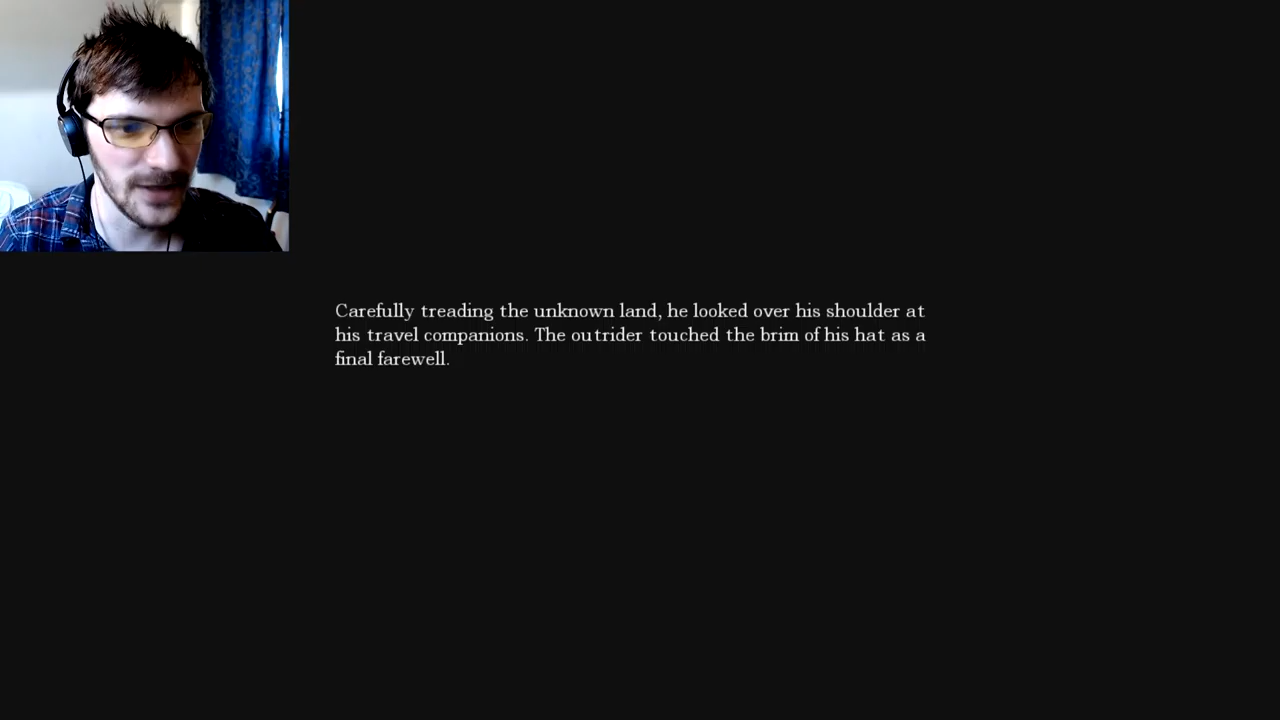 Carefully treading the unknown land, he looked over his shoulder at
his travel companions. The outrider touched the brim of his hat as a
final farewell.